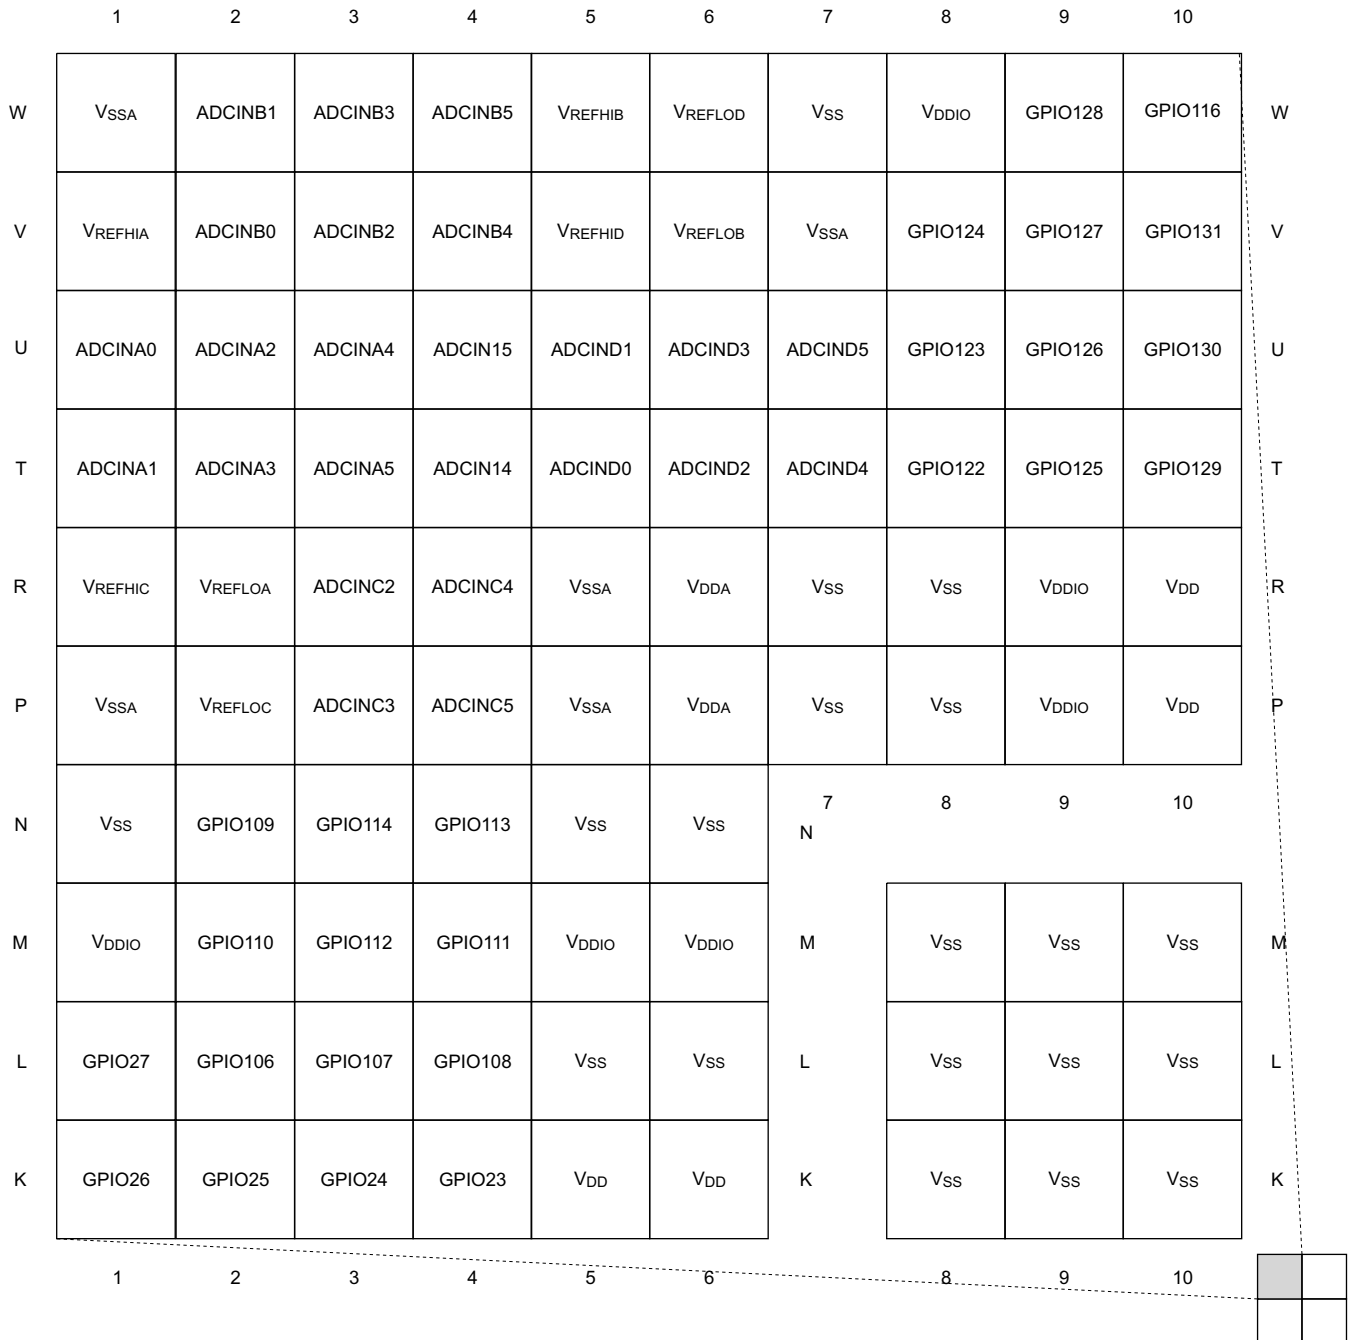 1 2 3 4 5 6 7 8 9 10
W VSSA ADCINB1 ADCINB3 ADCINB5 VREFHIB VREFLOD VSS VDDIO GPIO128 GPIO116 W
V VREFHIA ADCINB0 ADCINB2 ADCINB4 VREFHID VREFLOB VSSA GPIO124 GPIO127 GPIO131 V
U ADCINA0 ADCINA2 ADCINA4 ADCIN15 ADCIND1 ADCIND3 ADCIND5 GPIO123 GPIO126 GPIO130 U
T ADCINA1 ADCINA3 ADCINA5 ADCIN14 ADCIND0 ADCIND2 ADCIND4 GPIO122 GPIO125 GPIO129 T
R VREFHIC VREFLOA ADCINC2 ADCINC4 VSSA VDDA VSS VSS VDDIO VDD R
P VSSA VREFLOC ADCINC3 ADCINC5 VSSA VDDA VSS VSS VDDIO VDD P
7 8 9 10
N VSS GPIO109 GPIO114 GPIO113 VSS VSS N
M VDDIO GPIO110 GPIO112 GPIO111 VDDIO VDDIO M VSS VSS VSS M
L GPIO27 GPIO106 GPIO107 GPIO108 VSS VSS L VSS VSS VSS L
K GPIO26 GPIO25 GPIO24 GPIO23 VDD VDD K VSS VSS VSS K
1 2 3 4 5 6 8 9 10